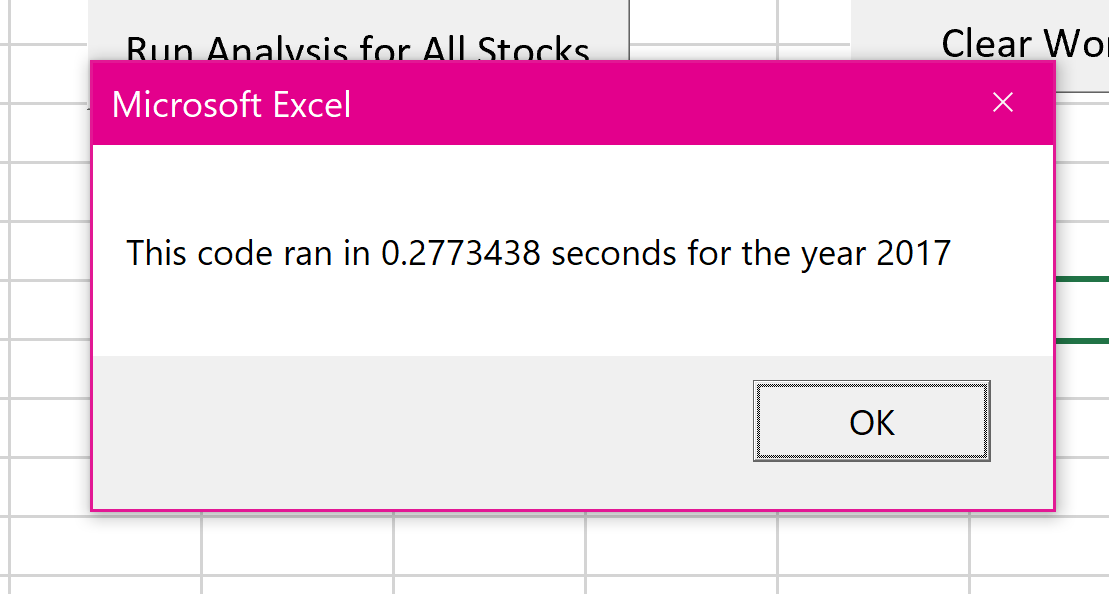 Run Analysis for All Stocks
Clear Wor
Microsoft Excel
This code ran in 0.2773438 seconds for the year 2017
OK